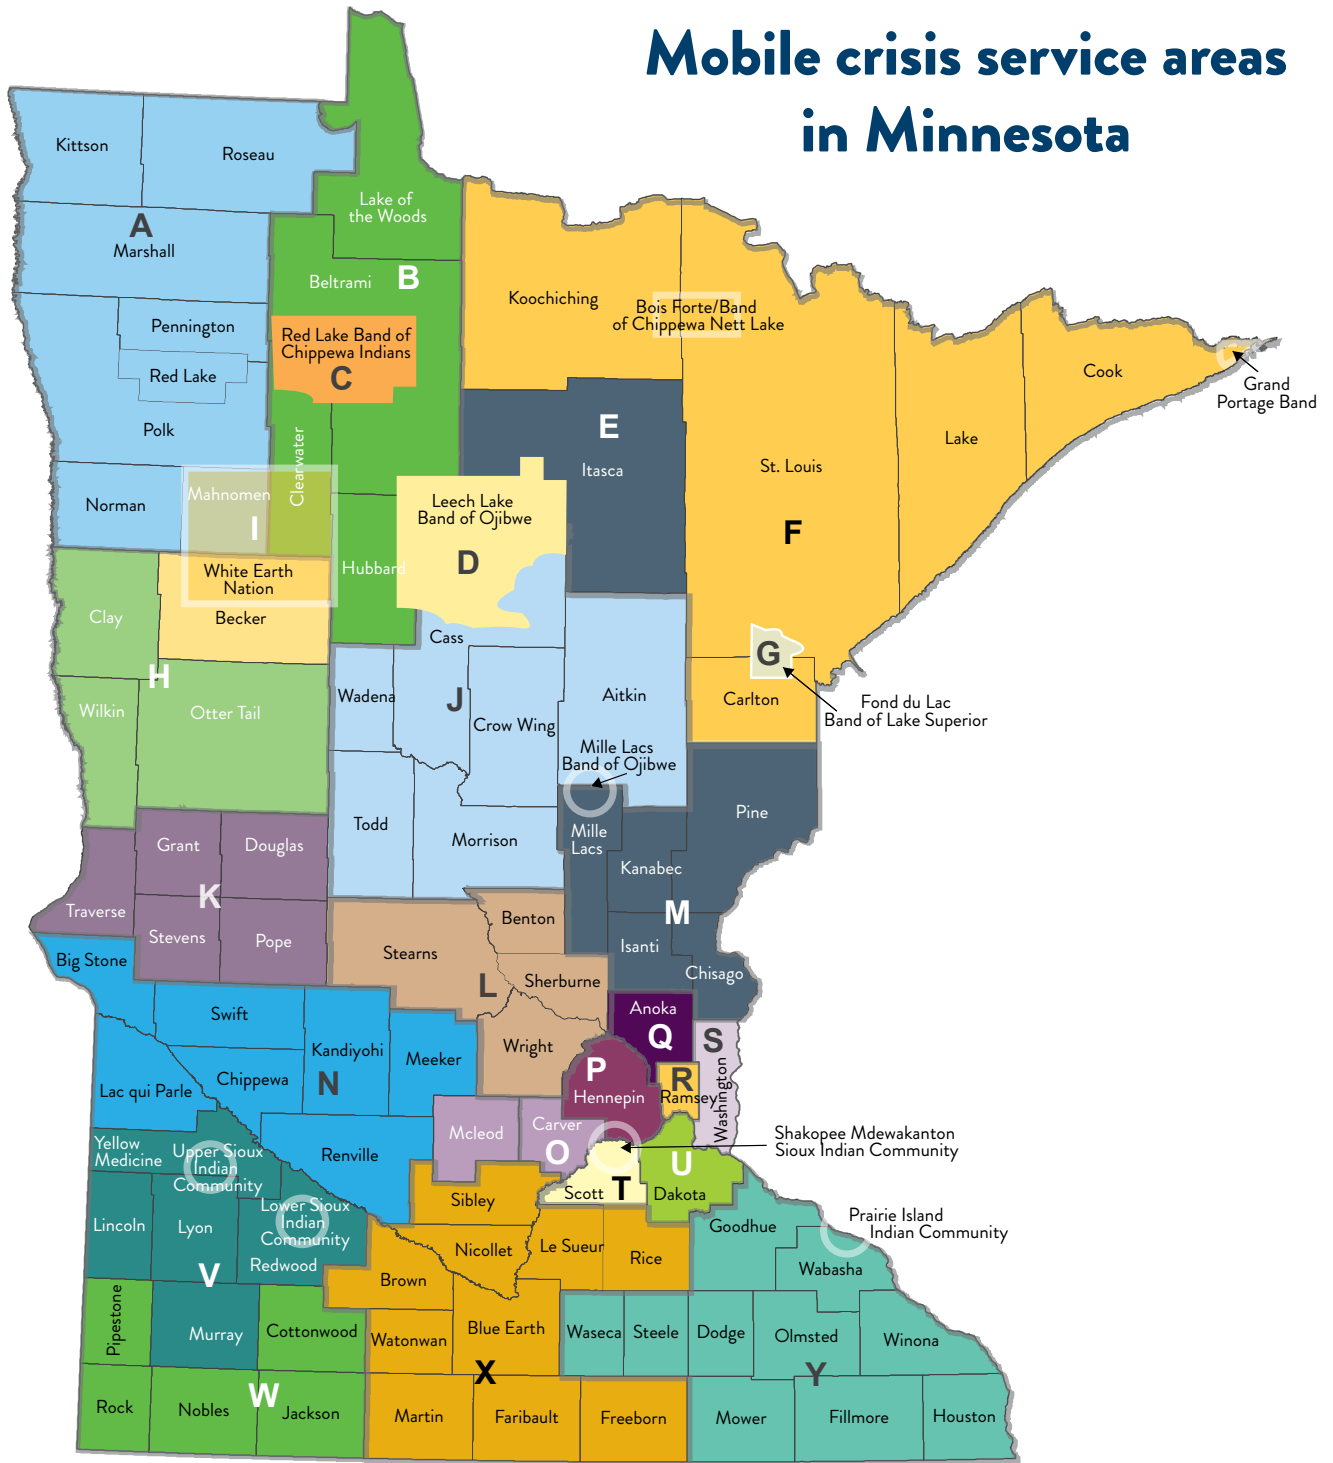 Mobile crisis service areas
in Minnesota
Kittson
Roseau
Lake of
the Woods
A
Marshall
Beltrami
B
Koochiching
Bois Forte/Band
of Chippewa Nett Lake
Pennington
Red Lake Band of
Chippewa Indians
C
Red Lake
Cook
Grand
Portage Band
Polk
E
Itasca
Lake
St. Louis
Clearwater
Mahnomen
Norman
I
Leech Lake
Band of Ojibwe
D
F
White Earth
Nation
Hubbard
Becker
Clay
Cass
G
H
Wilkin
Otter Tail
Wadena
J
Crow Wing
Aitkin
Carlton
Fond du Lac
Band of Lake Superior
Mille Lacs
Band of Ojibwe
Pine
Todd
Morrison
Mille
Lacs
Grant
Douglas
Kanabec
K
Traverse
Stevens
Pope
Benton
M
Stearns
Isanti
Big Stone
Sherburne
Chisago
L
Swift
Anoka
Q
S
Kandiyohi
Meeker
Wright
P
Chippewa
N
R
Lac qui Parle
Hennepin
Ramsey
Washington
Mcleod
Carver
O
Shakopee Mdewakanton
Sioux Indian Community
Yellow
Medicine
Upper Sioux
Indian
Community
Renville
U
Scott
T
Dakota
Sibley
Lower Sioux
Indian
Community
Lincoln
Lyon
Redwood
Goodhue
Prairie Island
Indian Community
Nicollet
Le Sueur
Rice
Wabasha
V
Brown
Pipestone
Murray
Cottonwood
Watonwan
Blue Earth
Waseca
Steele
Dodge
Olmsted
Winona
X
Y
W
Rock
Nobles
Jackson
Martin
Faribault
Freeborn
Mower
Fillmore
Houston